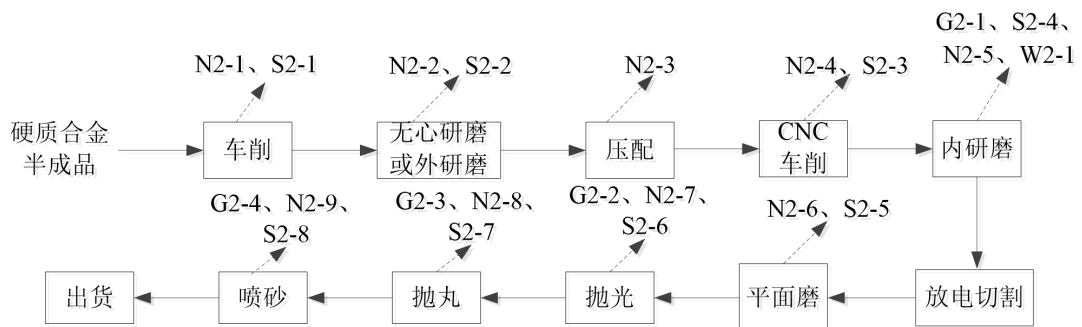 G2-1、S2-4、
N2-5、W2-1
N2-1、S2-1
N2-2、S2-2
N2-3
N2-4、S2-3
硬质合金
半成品
车削
无心研磨
或外研磨
压配
CNC
车削
内研磨
G2-4、N2-9、
S2-8
G2-3、N2-8、
S2-7
G2-2、N2-7、
S2-6
N2-6、S2-5
出货
喷砂
抛丸
抛光
平面磨
放电切割